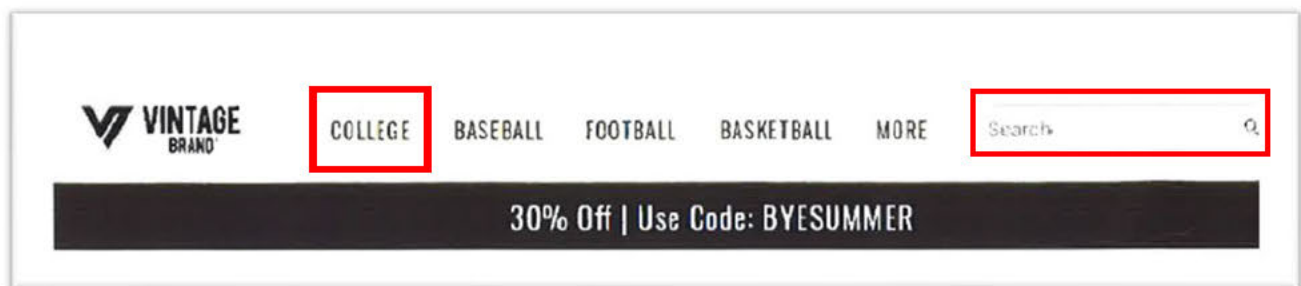 VINTAGE
BRAND
COLLEGE BASEBALL FOOTBALL BASKETBALL MORE Search
30% Off | Use Code: BYESUMMER